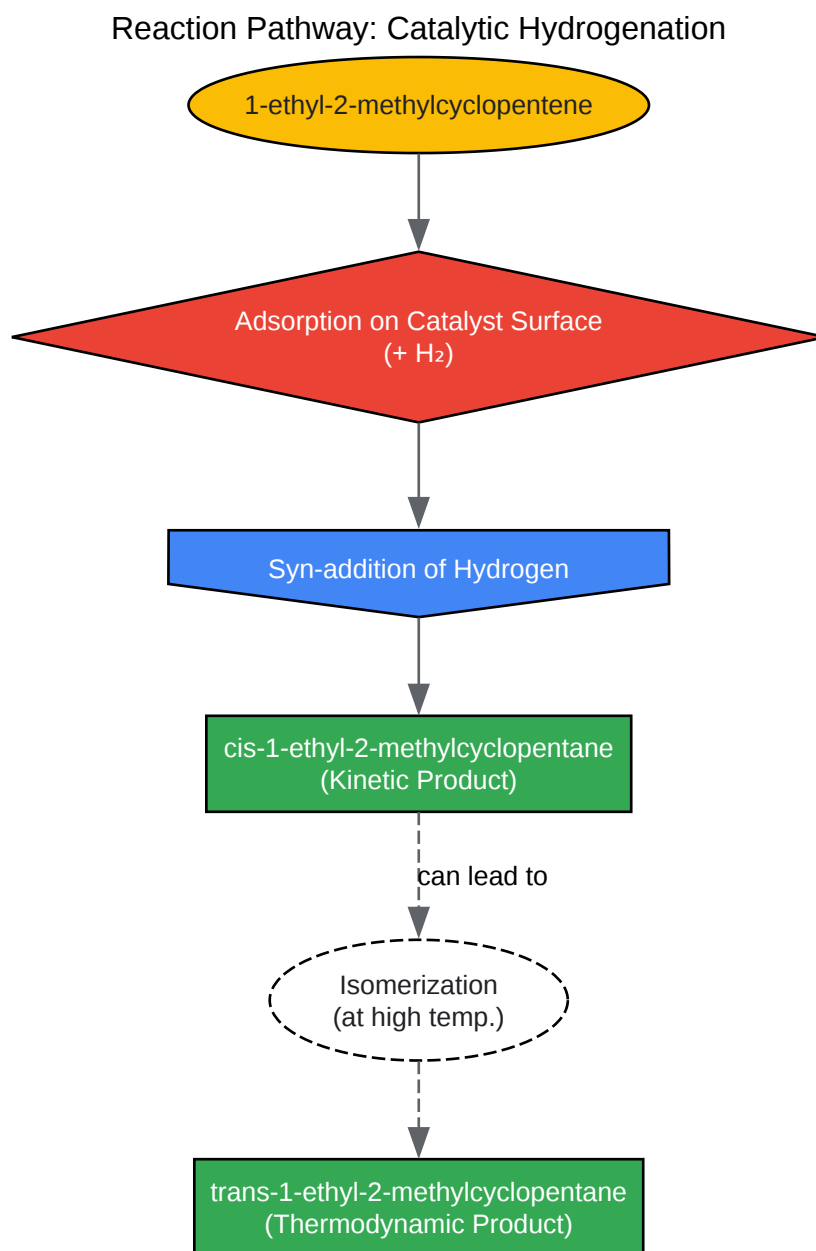 Reaction Pathway: Catalytic Hydrogenation
1-ethyl-2-methylcyclopentene
Adsorption on Catalyst Surface
(+ H₂)
Syn-addition of Hydrogen
cis-1-ethyl-2-methylcyclopentane
(Kinetic Product)
can lead to
Isomerization
(at high temp.)
trans-1-ethyl-2-methylcyclopentane
(Thermodynamic Product)